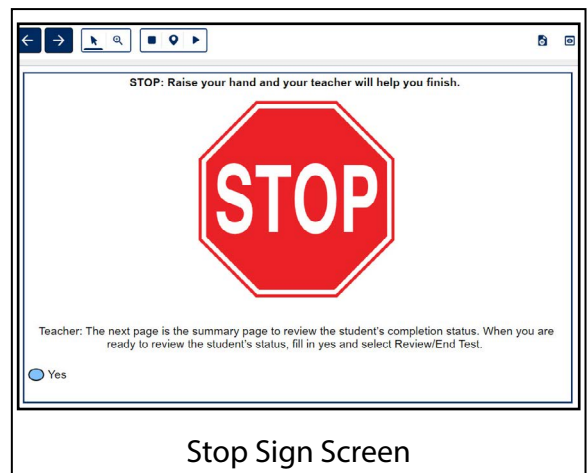 STOP: Raise your hand and your teacher will help you finish.
STOP
Teacher: The next page is the summary page to review the student's completion status. When you are
ready to review the student's status, fill in yes and select Review/End Test.
Yes
Stop Sign Screen